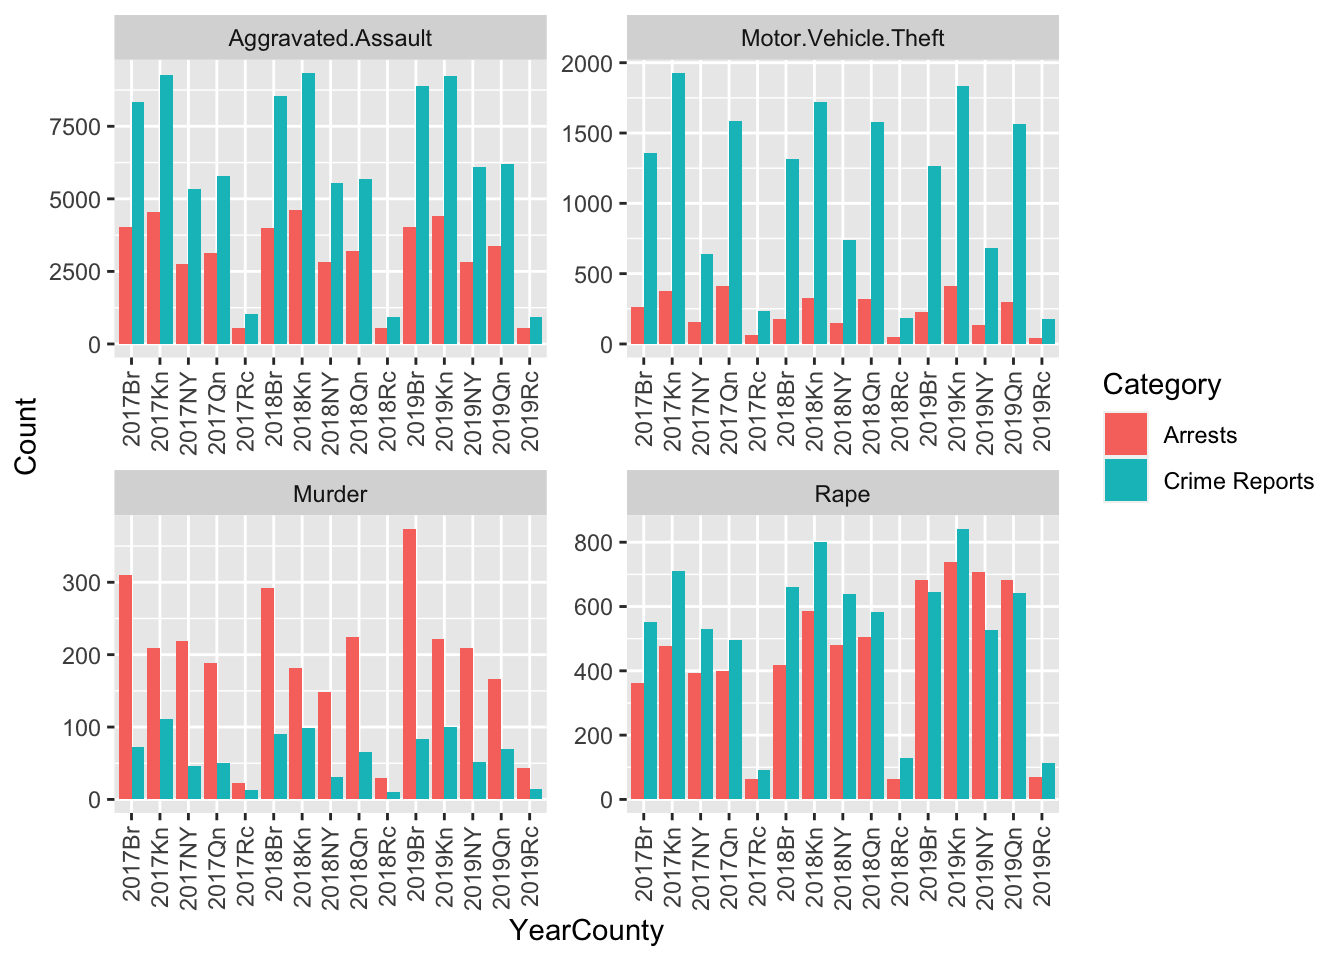 Aggravated.Assault
Motor.Vehicle.Theft
7500
5000
2500
0
2000
1500
1000
500
0
2017Br 2017Kn 2017NY 2017Qn 2017Rc 2018Br 2018Kn 2018NY 2018Qn 2018Rc 2019Br 2019Kn 2019NY 2019Qn 2019Rc
2017Br 2017Kn 2017NY 2017Qn 2017Rc 2018Br 2018Kn 2018NY 2018Qn 2018Rc 2019Br 2019Kn 2019NY 2019Qn 2019Rc
Count
Murder
Rape
300
200
100
0
800
600
400
200
0
2017Br 2017Kn 2017NY 2017Qn 2017Rc 2018Br 2018Kn 2018NY 2018Qn 2018Rc 2019Br 2019Kn 2019NY 2019Qn 2019Rc
2017Br 2017Kn 2017NY 2017Qn 2017Rc 2018Br 2018Kn 2018NY 2018Qn 2018Rc 2019Br 2019Kn 2019NY 2019Qn 2019Rc
YearCounty
Category
Arrests
Crime Reports